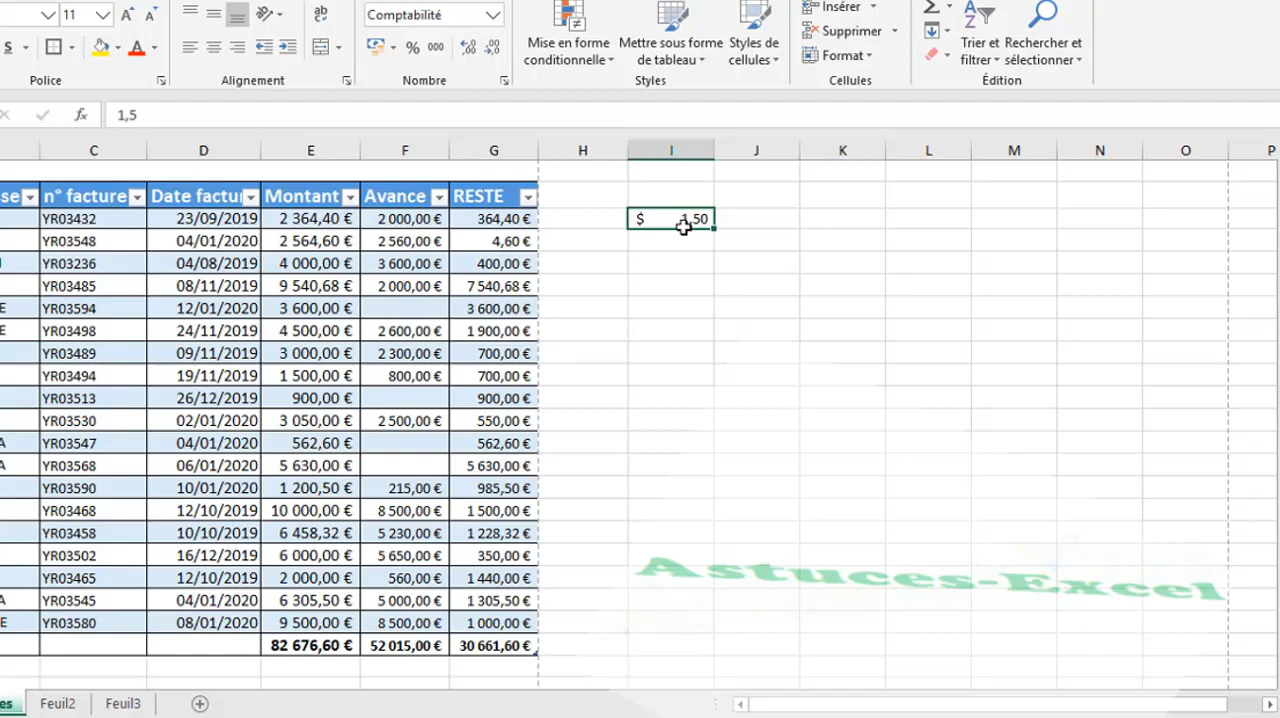 11 Comptabilité Insérer
Mise en forme Mettre sous forme Styles de Supprimer Trier et Rechercher et
S % 000 conditionnelle de tableau cellules Format filtrer sélectionner
Police Alignement Nombre Styles Cellules Édition
fx 1,5
C D E F G H I J K L M N O P
se n° facture Date factu Montant Avance RESTE
YR03432 23/09/2019 2 364,40 € 2 000,00 € 364,40 € $ 1,50
YR03548 04/01/2020 2 564,60 € 2 560,00 € 4,60 €
YR03236 04/08/2019 4 000,00 € 3 600,00 € 400,00 €
YR03485 08/11/2019 9 540,68 € 2 000,00 € 7 540,68 €
E YR03594 12/01/2020 3 600,00 € 3 600,00 €
E YR03498 24/11/2019 4 500,00 € 2 600,00 € 1 900,00 €
YR03489 09/11/2019 3 000,00 € 2 300,00 € 700,00 €
YR03494 19/11/2019 1 500,00 € 800,00 € 700,00 €
YR03513 26/12/2019 900,00 € 900,00 €
YR03530 02/01/2020 3 050,00 € 2 500,00 € 550,00 €
A YR03547 04/01/2020 562,60 € 562,60 €
A YR03568 06/01/2020 5 630,00 € 5 630,00 €
YR03590 10/01/2020 1 200,50 € 215,00 € 985,50 €
YR03468 12/10/2019 10 000,00 € 8 500,00 € 1 500,00 €
YR03458 10/10/2019 6 458,32 € 5 230,00 € 1 228,32 €
YR03502 16/12/2019 6 000,00 € 5 650,00 € 350,00 €
YR03465 12/10/2019 2 000,00 € 560,00 € 1 440,00 €
A YR03545 04/01/2020 6 305,50 € 5 000,00 € 1 305,50 €
E YR03580 08/01/2020 9 500,00 € 8 500,00 € 1 000,00 €
82 676,60 € 52 015,00 € 30 661,60 €
Astuces-Excel
es Feuil2 Feuil3